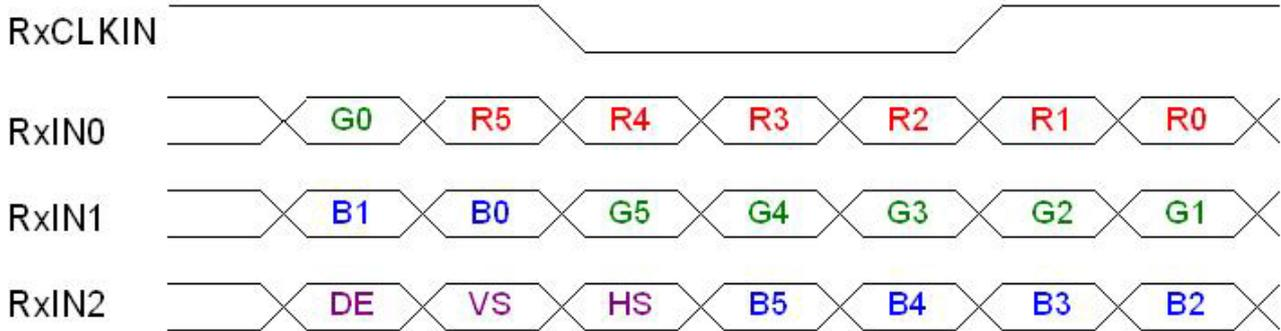 RxCLKIN
RxIN0 G0 R5 R4 R3 R2 R1 R0
RxIN1 B1 B0 G5 G4 G3 G2 G1
RxIN2 DE VS HS B5 B4 B3 B2